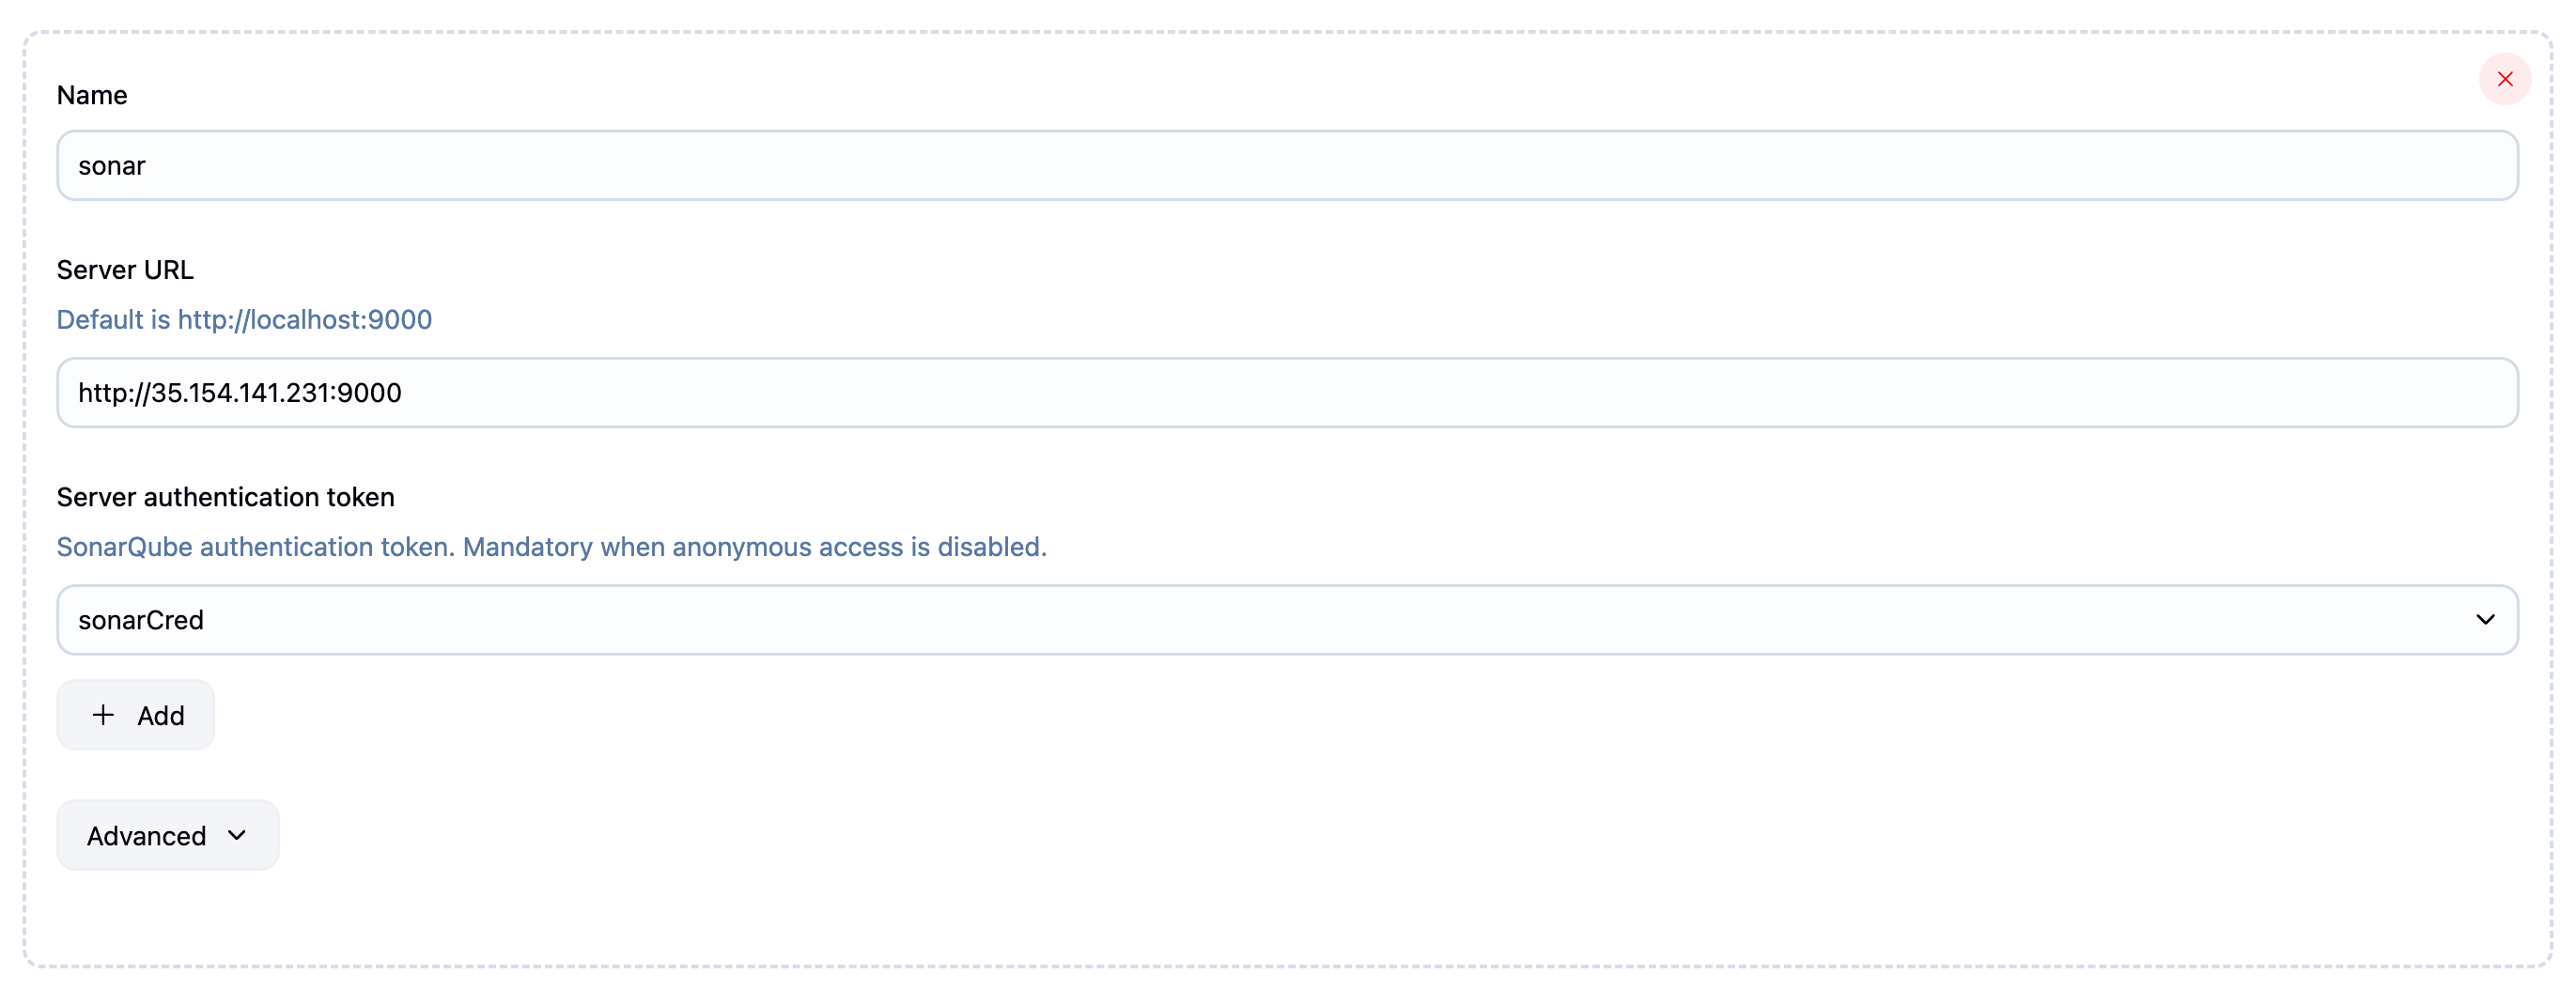 Name
sonar
Server URL
Default is http://localhost:9000
http://35.154.141.231:9000
Server authentication token
SonarQube authentication token. Mandatory when anonymous access is disabled.
sonarCred
Add
Advanced